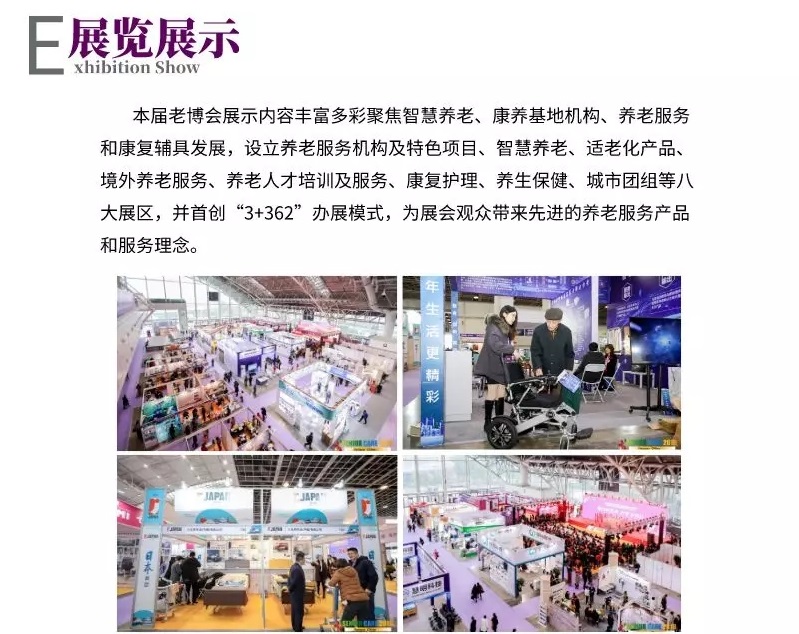 展览展示
Exhibition Show
本届老博会展示内容丰富多彩聚焦智慧养老、康养基地机构、养老服务
和康复辅具发展，设立养老服务机构及特色项目、智慧养老、适老化产品、
境外养老服务、养老人才培训及服务、康复护理、养生保健、城市团组等八
大展区，并首创“3+362”办展模式，为展会观众带来先进的养老服务产品
和服务理念。
年生活更精彩
JAPAN
JAPAN
日本
慧明科技